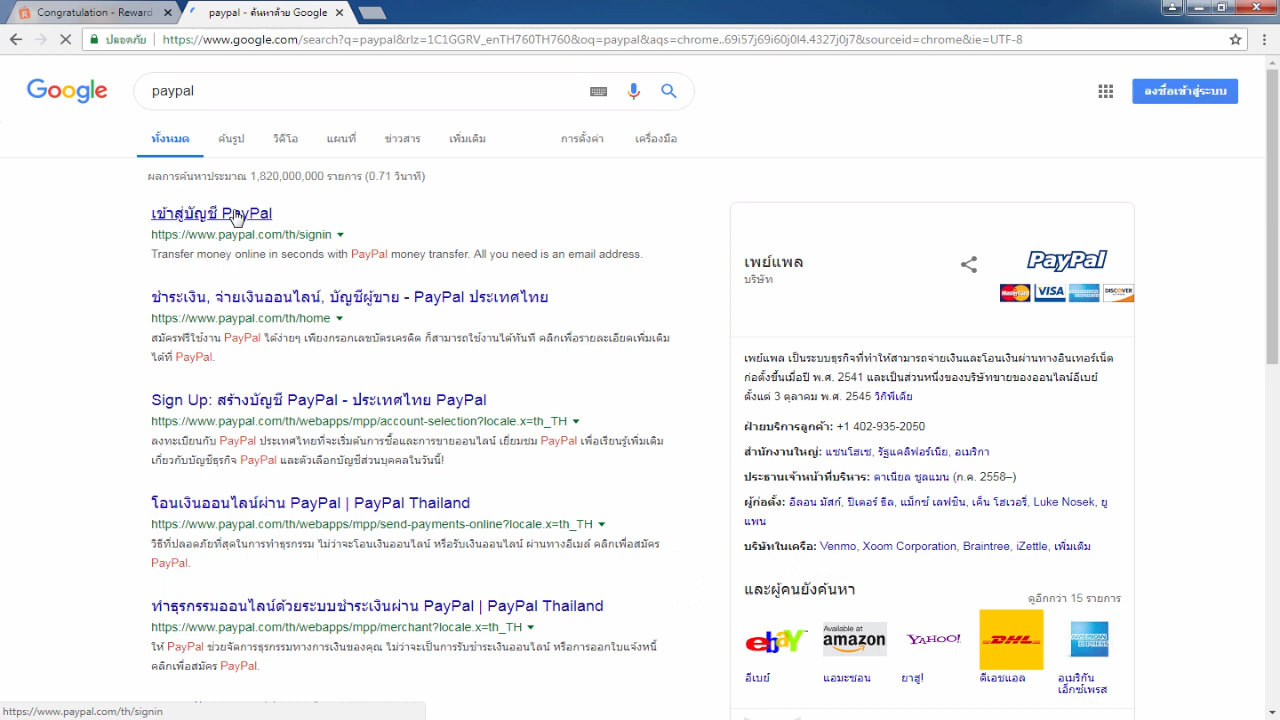 Congratulation - Reward
paypal - ค้นหาด้วย Google
ปลอดภัย
https://www.google.com/search?q=paypal&rlz=1C1GGRV_enTH760TH760&oq=paypal&aqs=chrome..69i57j69i60j0l4.4327j0j7&sourceid=chrome&ie=UTF-8
Google
paypal
ลงชื่อเข้าสู่ระบบ
ทั้งหมด
ค้นรูป
วิดีโอ
แผนที่
ข่าวสาร
เพิ่มเติม
การตั้งค่า
เครื่องมือ
ผลการค้นหาประมาณ 1,820,000,000 รายการ (0.71 วินาที)
เข้าสู่บัญชี PayPal
https://www.paypal.com/th/signin
Transfer money online in seconds with PayPal money transfer. All you need is an email address.
ชำระเงิน, จ่ายเงินออนไลน์, บัญชีผู้ขาย - PayPal ประเทศไทย
https://www.paypal.com/th/home
สมัครฟรีใช้งาน PayPal ได้ง่ายๆ เพียงกรอกเลขบัตรเครดิต ก็สามารถใช้งานได้ทันที คลิกเพื่อรายละเอียดเพิ่มเติม
ได้ที่ PayPal.
Sign Up: สร้างบัญชี PayPal - ประเทศไทย PayPal
https://www.paypal.com/th/webapps/mpp/account-selection?locale.x=th_TH
ลงทะเบียนกับ PayPal ประเทศไทยที่จะเริ่มต้นการซื้อและการขายออนไลน์ เยี่ยมชม PayPal เพื่อเรียนรู้เพิ่มเติม
เกี่ยวกับบัญชีธุรกิจ PayPal และตัวเลือกบัญชีส่วนบุคคลในวันนี้!
โอนเงินออนไลน์ผ่าน PayPal | PayPal Thailand
https://www.paypal.com/th/webapps/mpp/send-payments-online?locale.x=th_TH
วิธีที่ปลอดภัยที่สุดในการทำธุรกรรม ไม่ว่าจะโอนเงินออนไลน์ หรือรับเงินออนไลน์ ผ่านทางอีเมล์ คลิกเพื่อสมัคร
PayPal.
ทำธุรกรรมออนไลน์ด้วยระบบชำระเงินผ่าน PayPal | PayPal Thailand
https://www.paypal.com/th/webapps/mpp/merchant?locale.x=th_TH
ให้ PayPal ช่วยจัดการธุรกรรมทางการเงินของคุณ ไม่ว่าจะเป็นการรับชำระเงินออนไลน์ หรือการออกใบแจ้งหนี้
คลิกเพื่อสมัคร PayPal.
https://www.paypal.com/th/signin
เพย์แพล
บริษัท
PayPal
MasterCard VISA AMERICAN EXPRESS DISCOVER
เพย์แพล เป็นระบบธุรกิจที่ทำให้สามารถจ่ายเงินและโอนเงินผ่านทางอินเทอร์เน็ต
ก่อตั้งขึ้นเมื่อปี พ.ศ. 2541 และเป็นส่วนหนึ่งของบริษัทขายของออนไลน์อีเบย์
ตั้งแต่ 3 ตุลาคม พ.ศ. 2545 วิกิพีเดีย
ฝ่ายบริการลูกค้า: +1 402-935-2050
สำนักงานใหญ่: แซนโฮเซ, รัฐแคลิฟอร์เนีย, อเมริกา
ประธานเจ้าหน้าที่บริหาร: ดาเนียล ชูลแมน (ก.ค. 2558–)
ผู้ก่อตั้ง: อีลอน มัสก์, ปีเตอร์ ธีล, แม็กซ์ เลฟชิน, เค็น โฮเวอรี่, Luke Nosek, ยู
แพน
บริษัทในเครือ: Venmo, Xoom Corporation, Braintree, iZettle, เพิ่มเติม
และผู้คนยังค้นหา
ดูอีกกว่า 15 รายการ
ebay
Available at
amazon
YAHOO!
DHL
AMERICAN EXPRESS
อีเบย์
แอมะซอน
ยาฮู!
ดีเอชแอล
อเมริกัน
เอ็กซ์เพรส